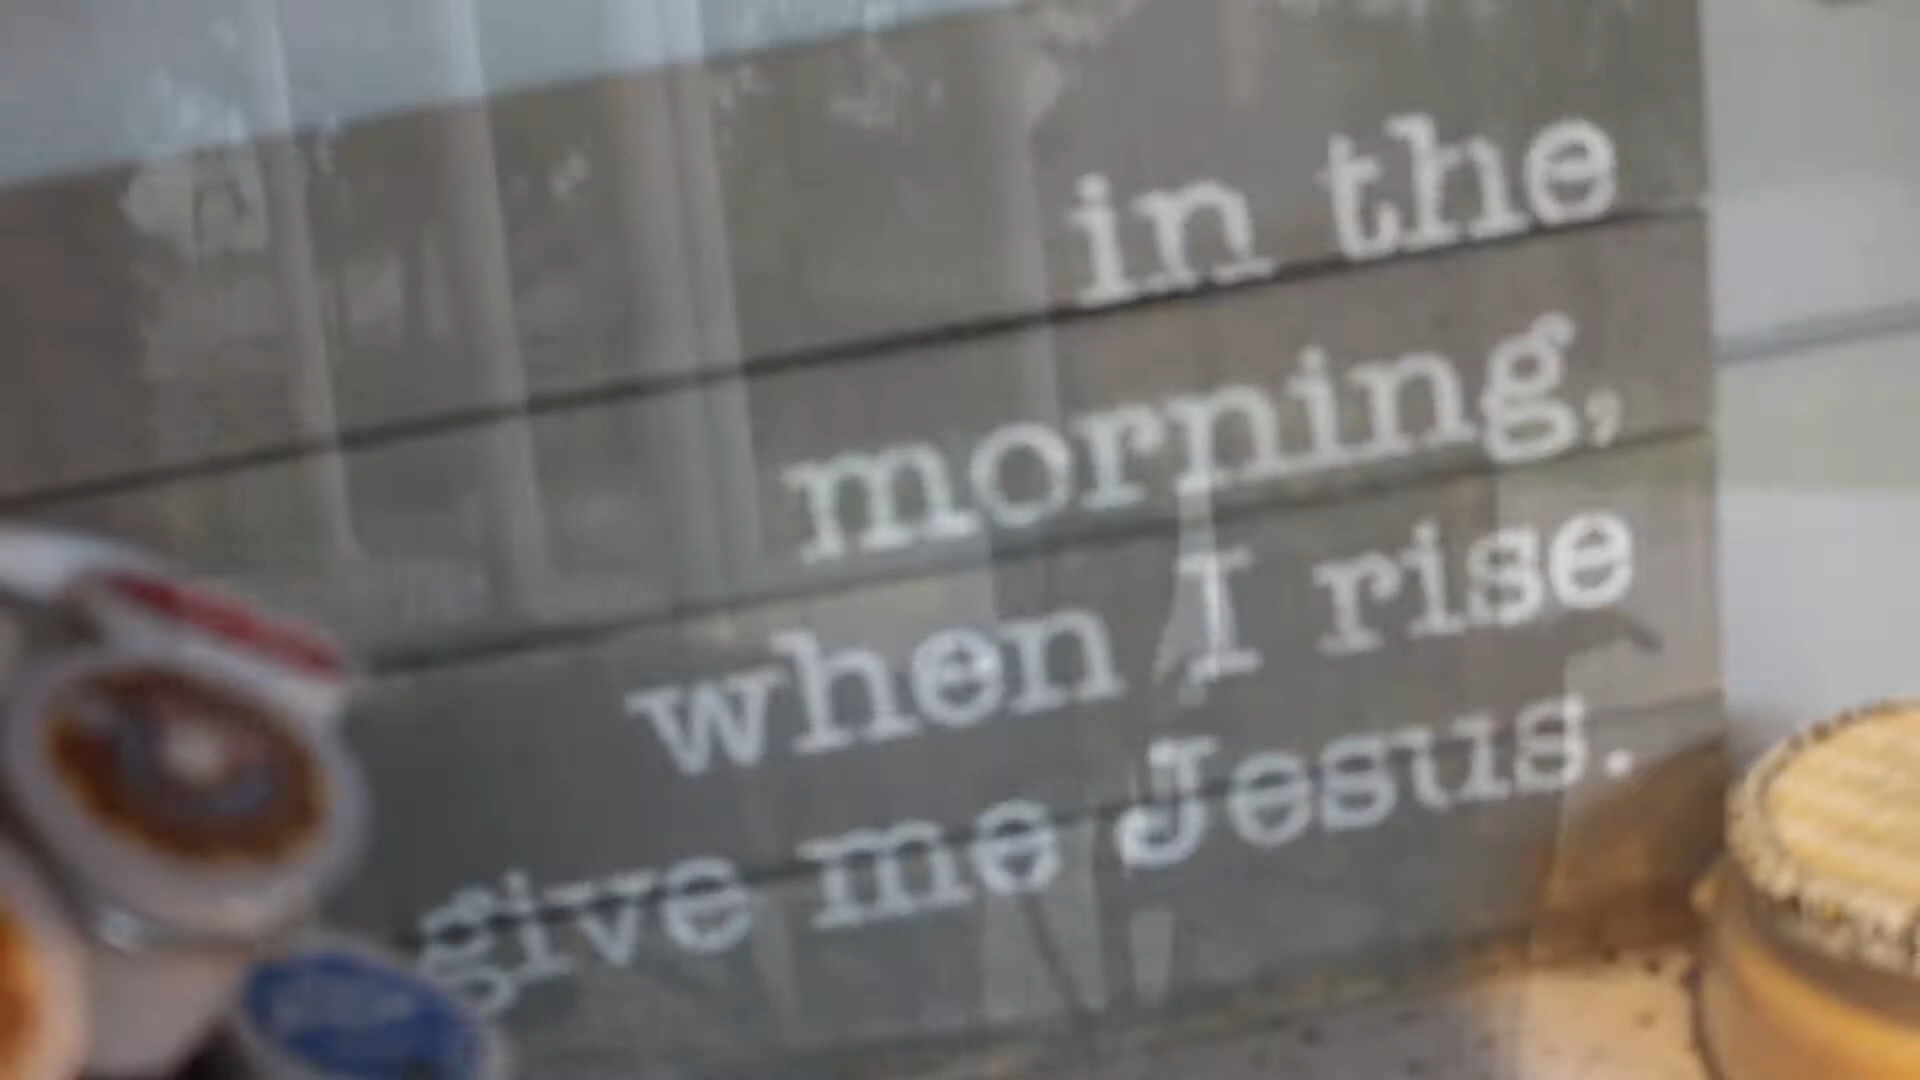 in the
morning,
when I rise
give me Jesus.